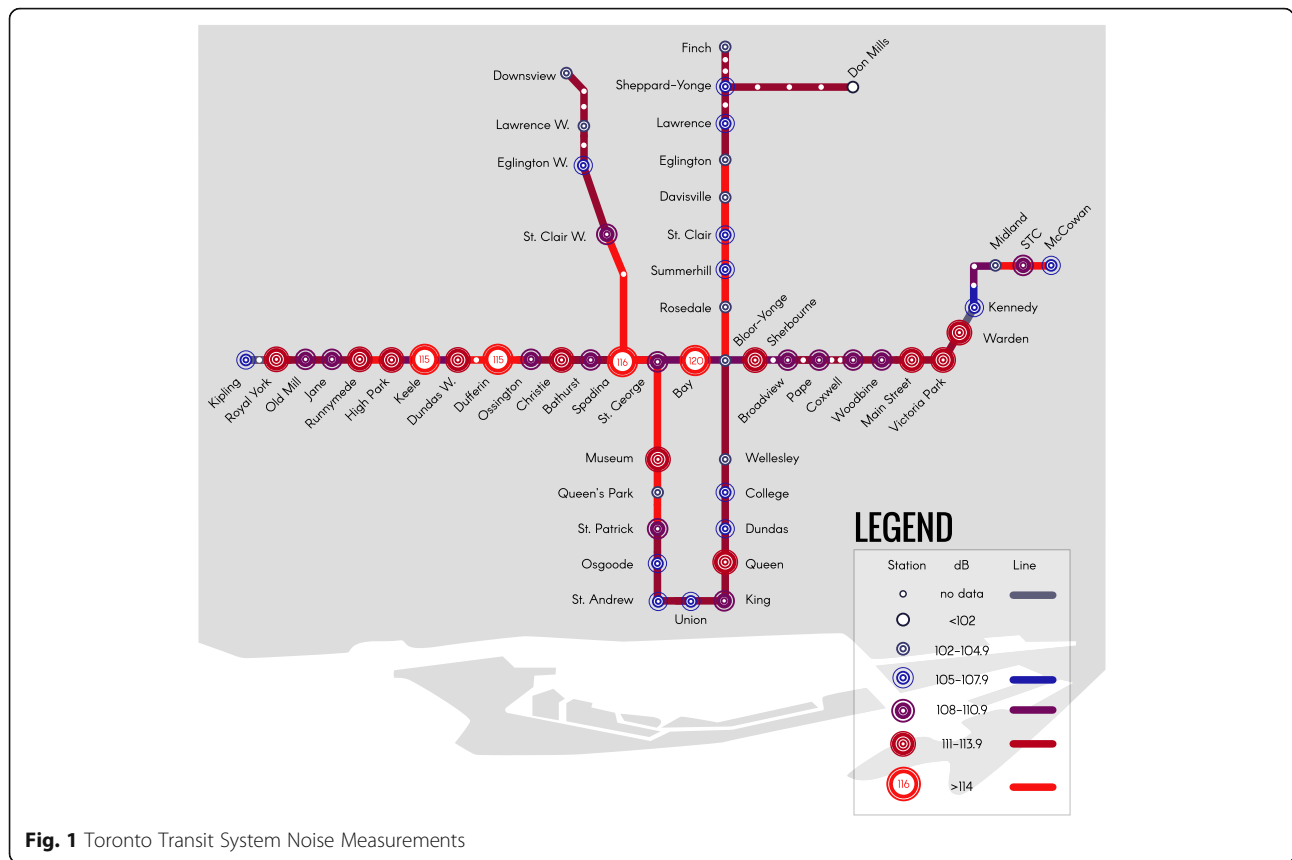 Finch
Downsview
Don Mills
Sheppard-Yonge
Lawrence W.
Lawrence
Eglington W.
Eglington
Davisville
St. Clair W.
St. Clair
Summerhill
Rosedale
Midland
STC
McCowan
Kennedy
Warden
Bloor-Yonge
Sherbourne
115
115
116
120
Kipling
Royal York
Old Mill
Jane
Runnymede
High Park
Keele
Dundas W.
Dufferin
Ossington
Christie
Bathurst
Spadina
St. George
Bay
Broadview
Pape
Coxwell
Woodbine
Main Street
Victoria Park
Museum
Wellesley
Queen's Park
College
St. Patrick
Dundas
Osgoode
Queen
St. Andrew
King
Union
LEGEND
Station dB Line
no data
<102
102-104.9
105-107.9
108-110.9
111-113.9
116 >114
Fig. 1 Toronto Transit System Noise Measurements